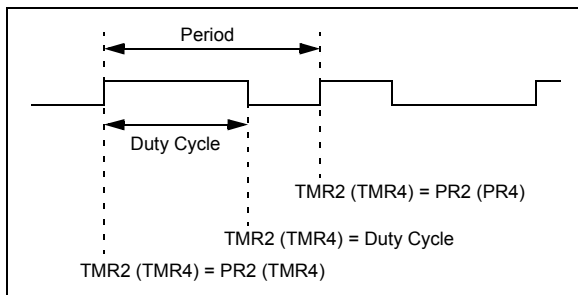 Period
Duty Cycle
TMR2 (TMR4) = PR2 (PR4)
TMR2 (TMR4) = Duty Cycle
TMR2 (TMR4) = PR2 (TMR4)